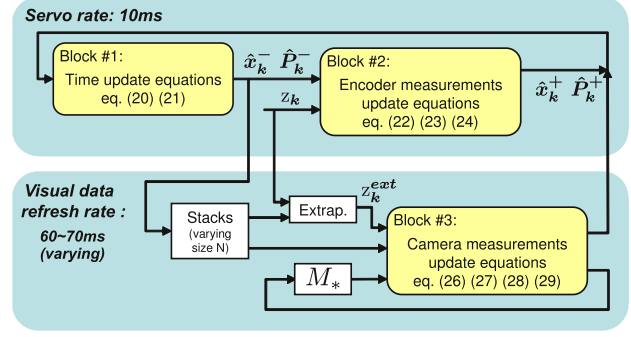 Servo rate: 10ms
Block #1:
Time update equations
eq. (20) (21)
x̂ₖ⁻ P̂ₖ⁻
zₖ
Block #2:
Encoder measurements
update equations
eq. (22) (23) (24)
x̂ₖ⁺ P̂ₖ⁺
Visual data
refresh rate :
60~70ms
(varying)
Stacks
(varying
size N)
Extrap.
zₖᵉˣᵗ
M*
Block #3:
Camera measurements
update equations
eq. (26) (27) (28) (29)